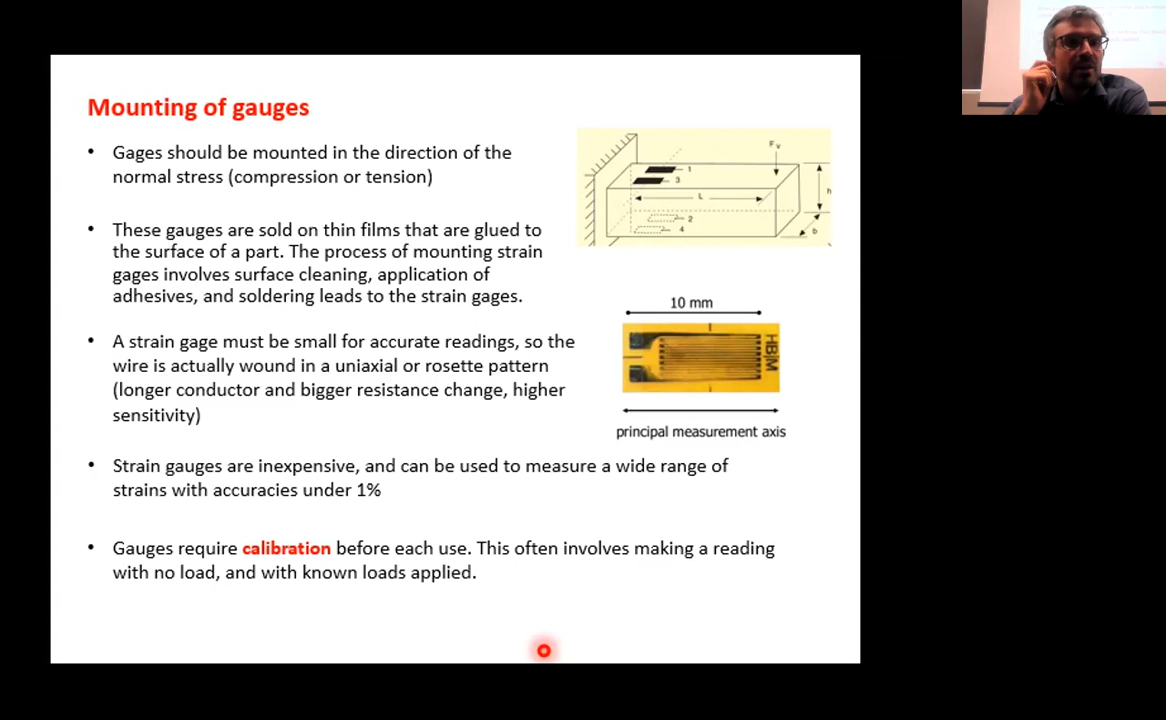 Mounting of gauges
• Gages should be mounted in the direction of the
normal stress (compression or tension)
• These gauges are sold on thin films that are glued to
the surface of a part. The process of mounting strain
gages involves surface cleaning, application of
adhesives, and soldering leads to the strain gages.
• A strain gage must be small for accurate readings, so the
wire is actually wound in a uniaxial or rosette pattern
(longer conductor and bigger resistance change, higher
sensitivity)
• Strain gauges are inexpensive, and can be used to measure a wide range of
strains with accuracies under 1%
• Gauges require calibration before each use. This often involves making a reading
with no load, and with known loads applied.
Fv
1
3
L
h
2
4
b
10 mm
HBM
principal measurement axis